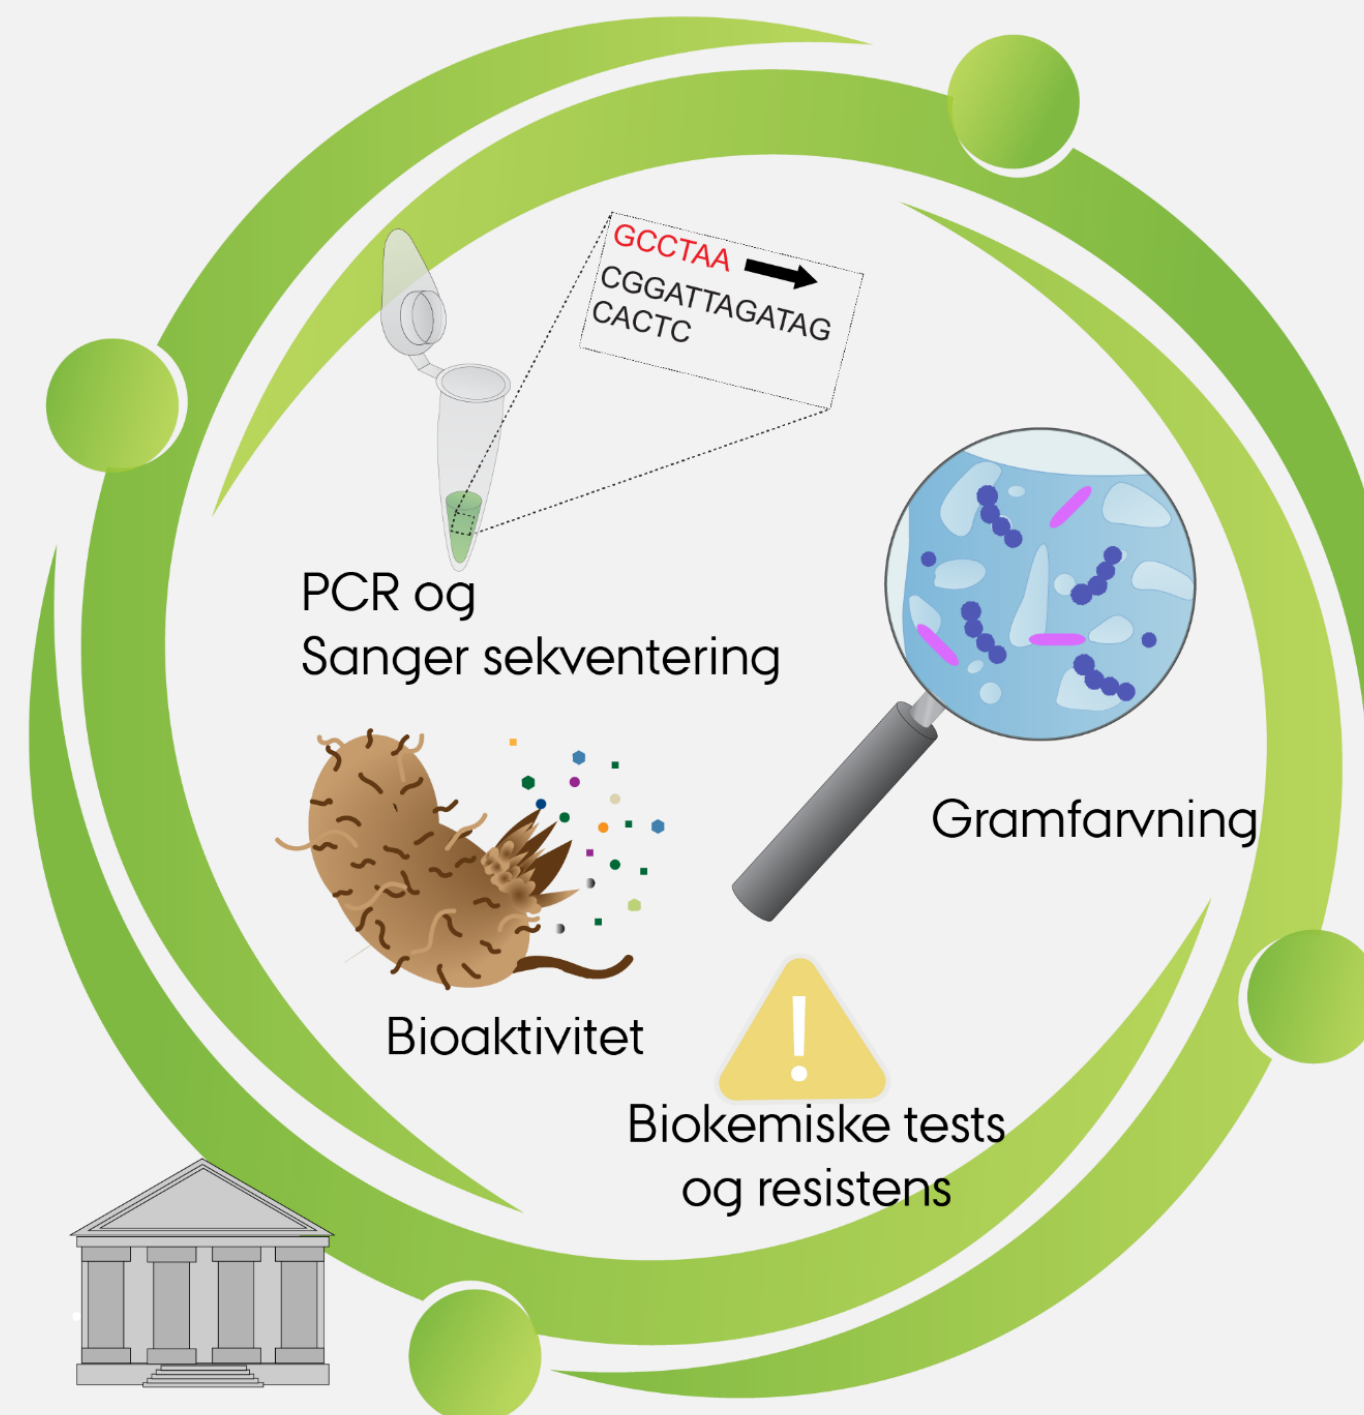 GCCTAA
CGGATTAGATAG
CACTC
PCR og
Sanger sekventering
Gramfarvning
Bioaktivitet
!
Biokemiske tests
og resistens